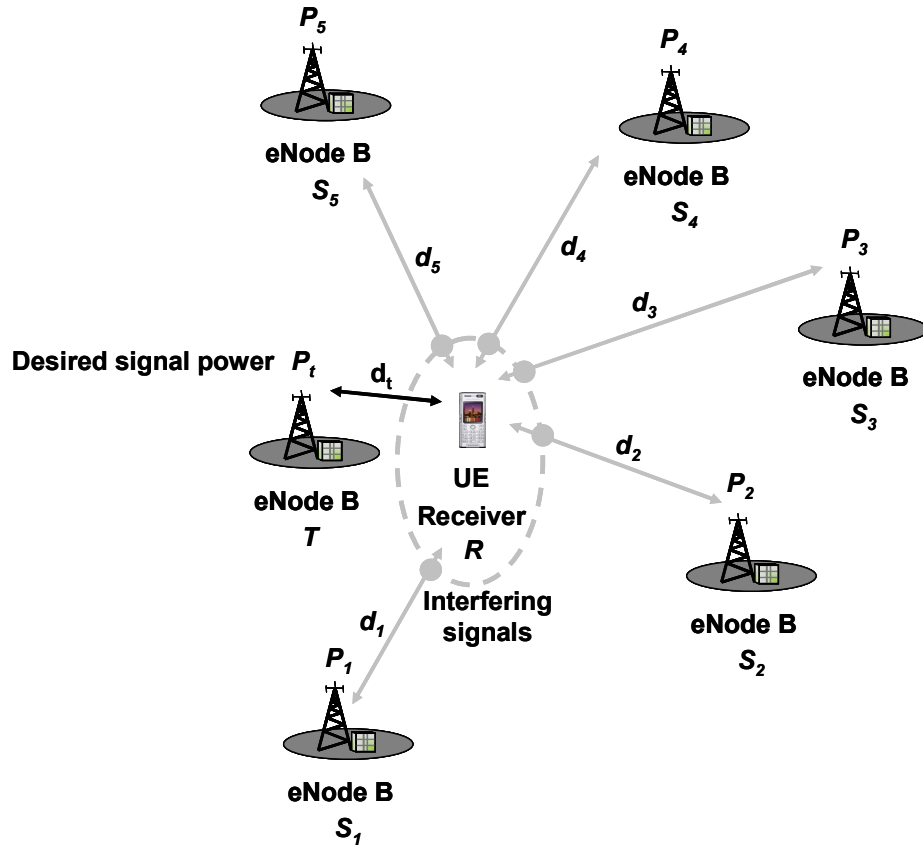 P5
eNode B
S5
P4
eNode B
S4
d5
d4
P3
d3
eNode B
S3
Desired signal power
Pt
dt
eNode B
T
UE
Receiver
R
d2
P2
eNode B
S2
Interfering
signals
d1
P1
eNode B
S1